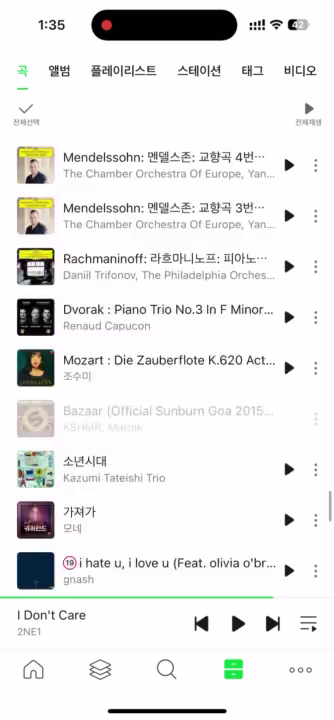 1:35
42
곡 앨범 플레이리스트 스테이션 태그 비디오
전체선택 전체재생
Mendelssohn: 멘델스존: 교향곡 4번…
The Chamber Orchestra Of Europe, Yan...
Mendelssohn: 멘델스존: 교향곡 3번…
The Chamber Orchestra Of Europe, Yan...
Rachmaninoff: 라흐마니노프: 피아노…
Daniil Trifonov, The Philadelphia Orches...
Dvorak : Piano Trio No.3 In F Minor...
Renaud Capucon
Mozart : Die Zauberflote K.620 Act...
조수미
Bazaar (Official Sunburn Goa 2015...
KSHMR, Marnik
소년시대
Kazumi Tateishi Trio
가져가
모네
19 i hate u, i love u (Feat. olivia o'br...
gnash
I Don't Care
2NE1